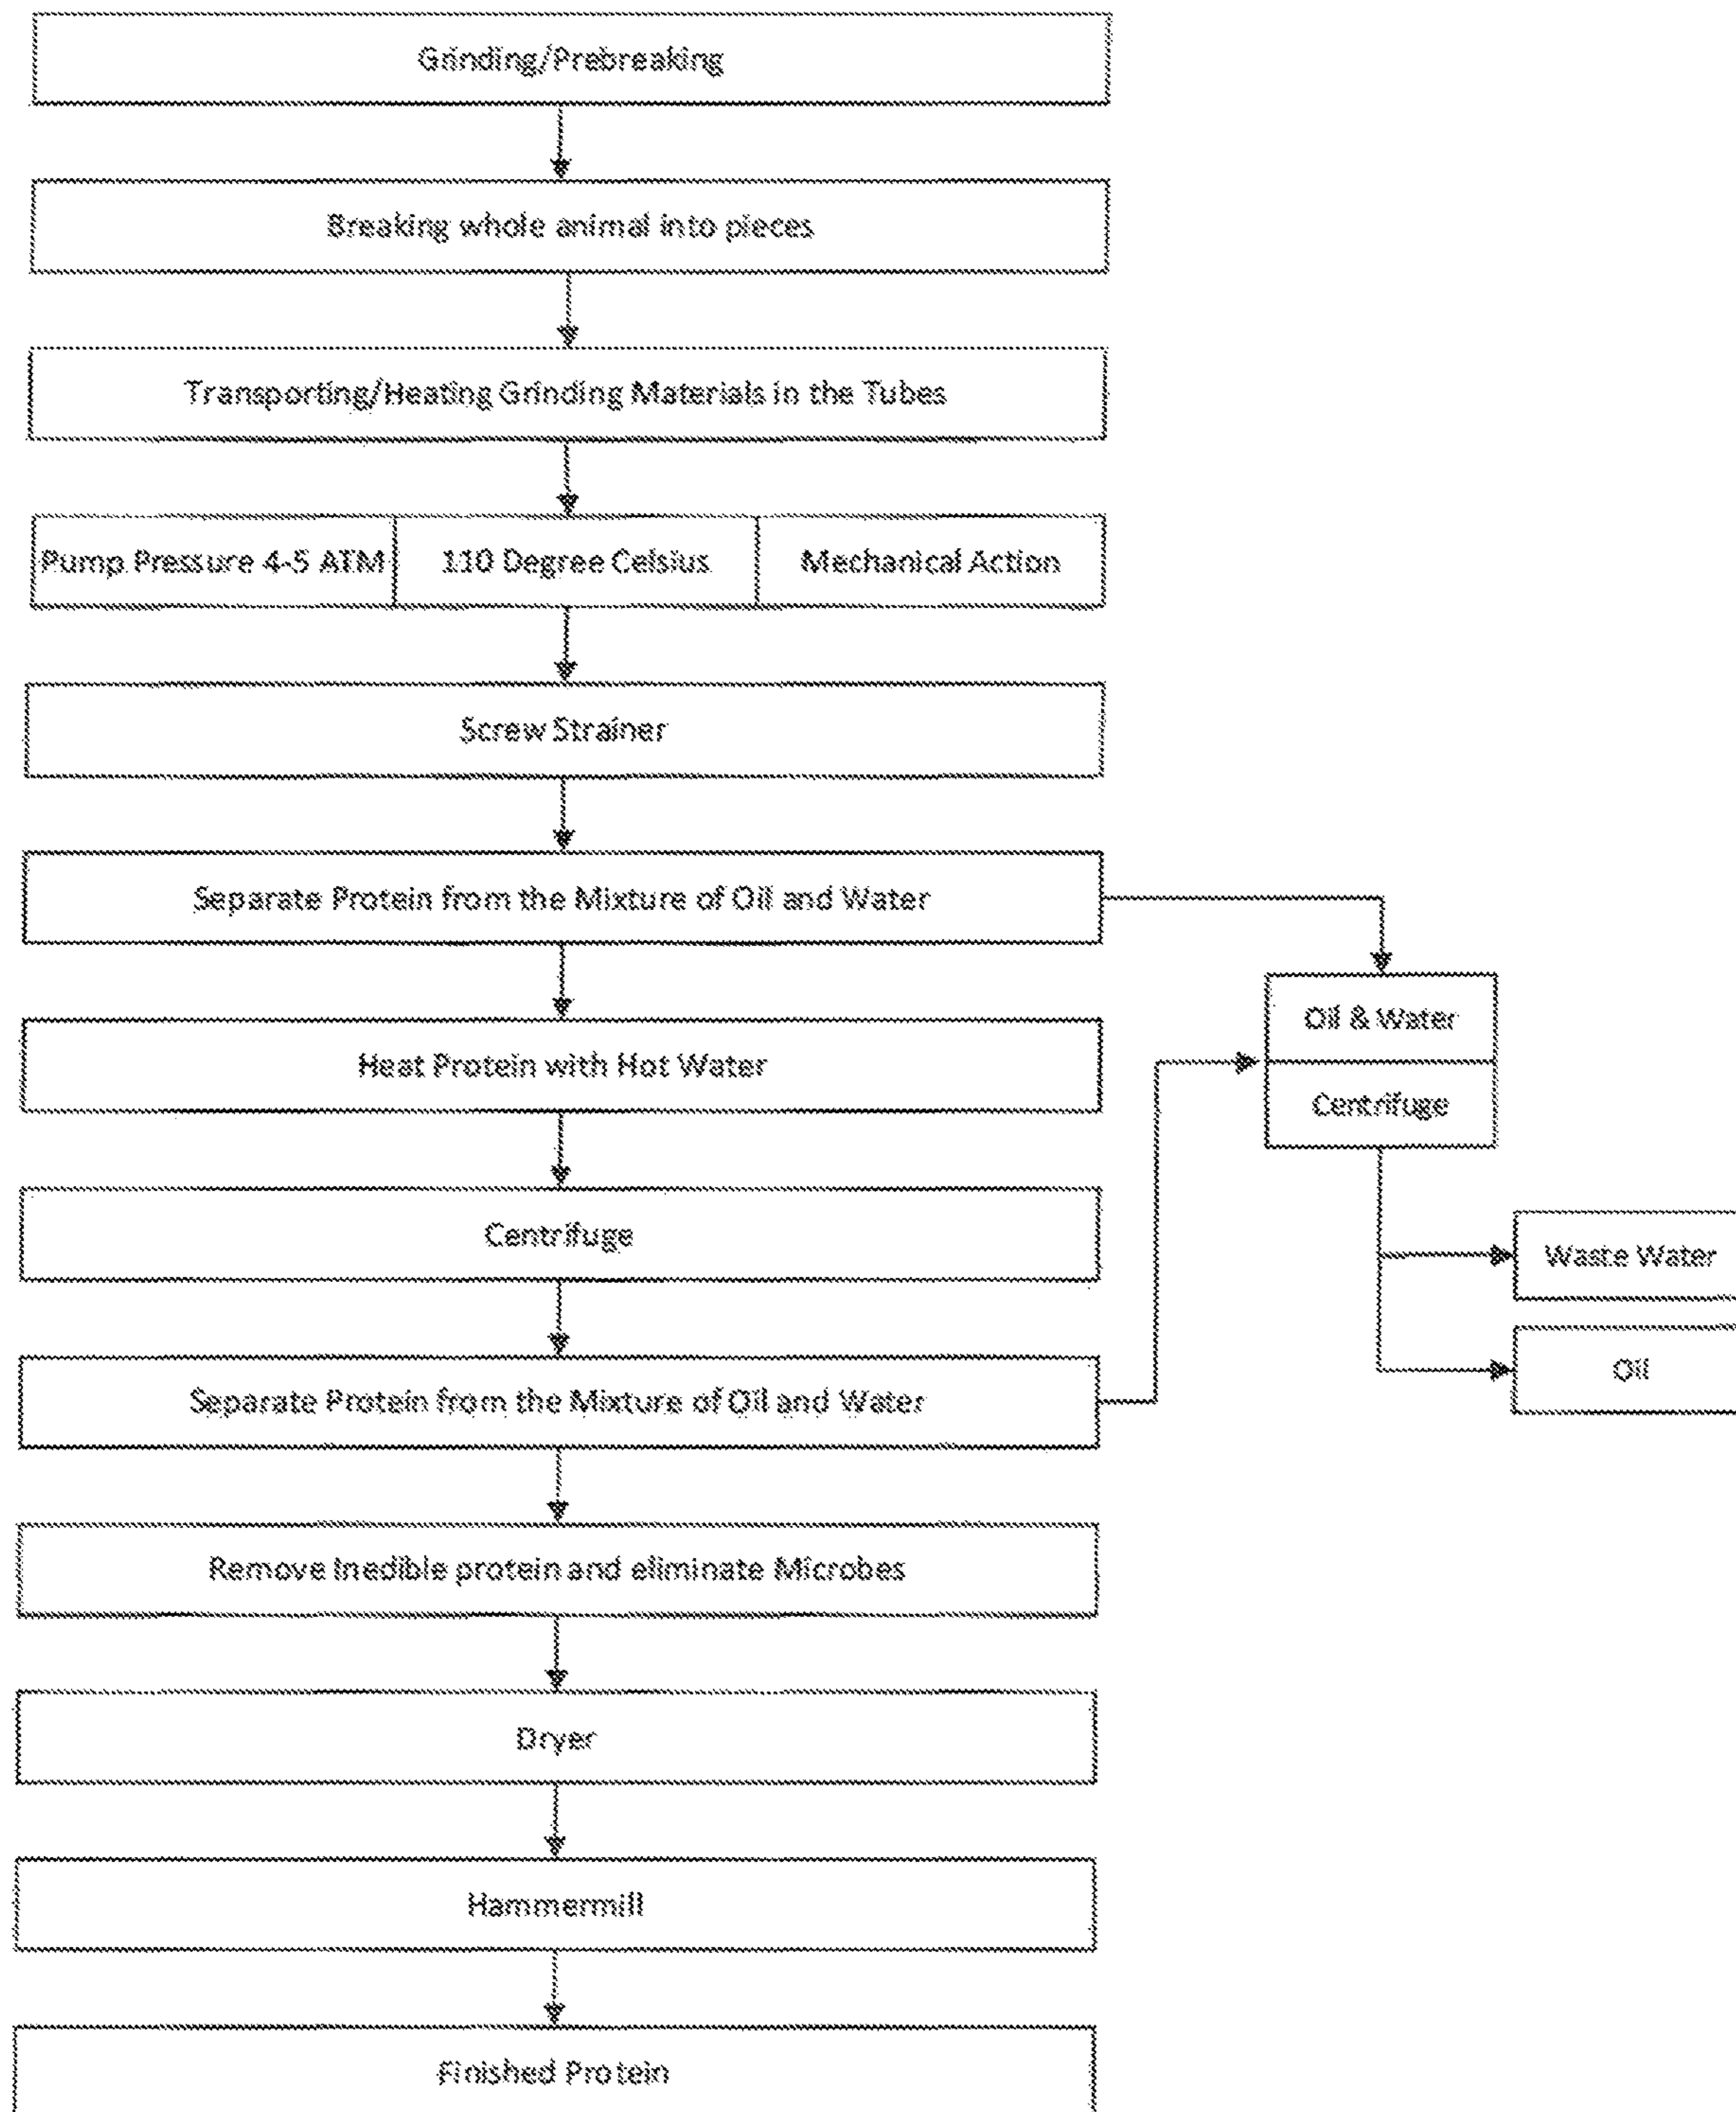 Grinding/Prebreaking
Breaking whole animal into pieces
Transporting/Heating Grinding Materials in the Tubes
Pump Pressure 4-5 ATM
110 Degree Celsius
Mechanical Action
Screw Strainer
Separate Protein from the Mixture of Oil and Water
Oil & Water
Heat Protein with Hot Water
Centrifuge
Centrifuge
Waste Water
Oil
Separate Protein from the Mixture of Oil and Water
Remove Inedible protein and eliminate Microbes
Dryer
Hammermill
Finished Protein